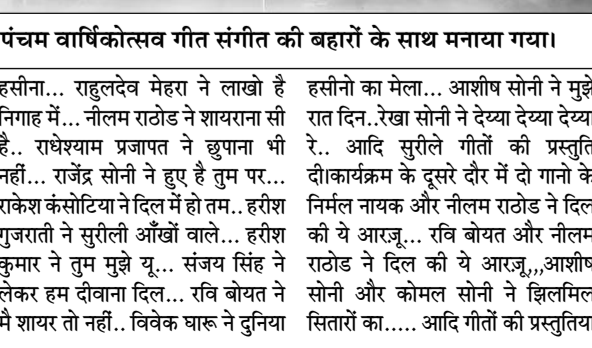 पंचम वार्षिकोत्सव गीत संगीत की बहारों के साथ मनाया गया।
हसीना... राहुलदेव मेहरा ने लाखो है
निगाह में... नीलम राठोड ने शायराना सी
है.. राधेश्याम प्रजापत ने छुपाना भी
नहीं... राजेंद्र सोनी ने हुए है तुम पर...
राकेश कंसोटिया ने दिल में हो तम.. हरीश
गुजराती ने सुरीली आँखों वाले... हरीश
कुमार ने तुम मुझे यू... संजय सिंह ने
लेकर हम दीवाना दिल... रवि बोयत ने
मै शायर तो नहीं.. विवेक घारू ने दुनिया
हसीनो का मेला... आशीष सोनी ने मुझे
रात दिन..रेखा सोनी ने देय्या देय्या देय्या
रे.. आदि सुरीले गीतों की प्रस्तुति
दी।कार्यक्रम के दूसरे दौर में दो गानो के
निर्मल नायक और नीलम राठोड ने दिल
की ये आरज़ू... रवि बोयत और नीलम
राठोड ने दिल की ये आरज़ू,,,आशीष
सोनी और कोमल सोनी ने झिलमिल
सितारों का..... आदि गीतों की प्रस्तुतिया